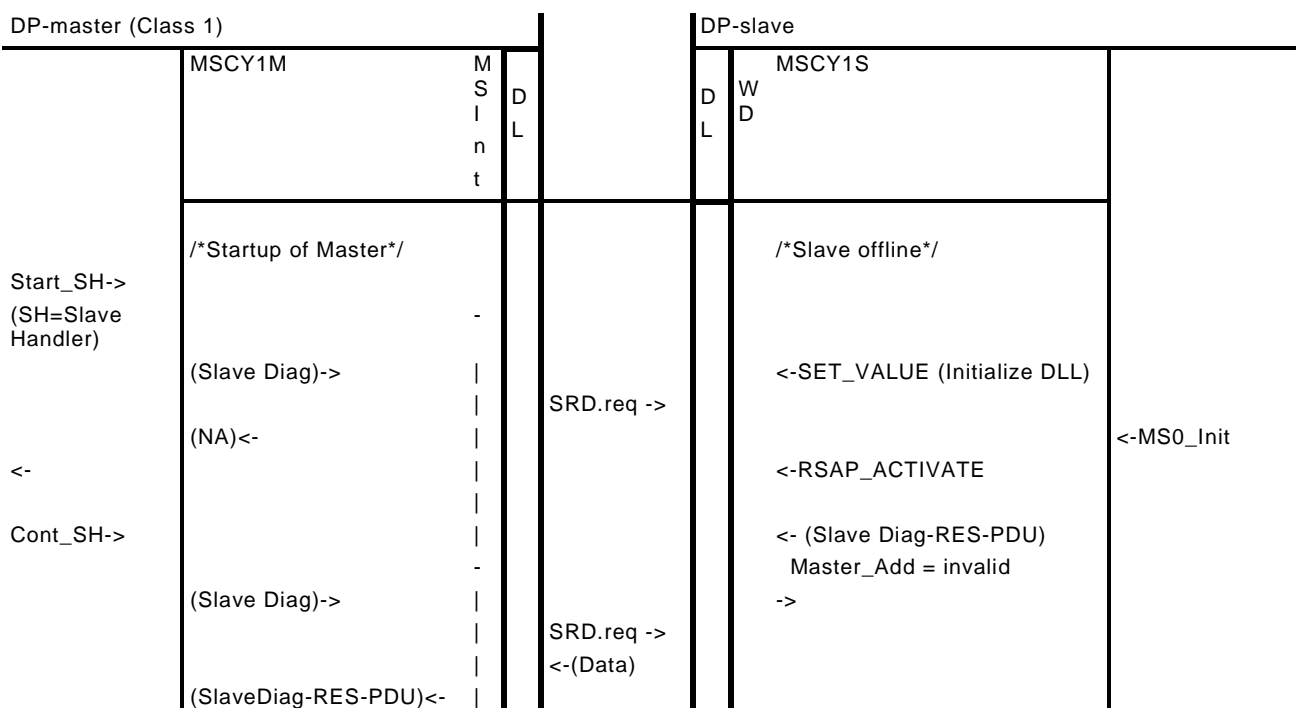 DP-master (Class 1) DP-slave
MSCY1M M S I n t D L D L W D MSCY1S
/*Startup of Master*/ /*Slave offline*/
Start_SH->
(SH=Slave -
Handler)
(Slave Diag)-> | <-SET_VALUE (Initialize DLL)
| SRD.req ->
(NA)<- | <-MS0_Init
<- | <-RSAP_ACTIVATE
|
Cont_SH-> | <- (Slave Diag-RES-PDU)
- Master_Add = invalid
(Slave Diag)-> | ->
| SRD.req ->
| <-(Data)
(SlaveDiag-RES-PDU)<- |